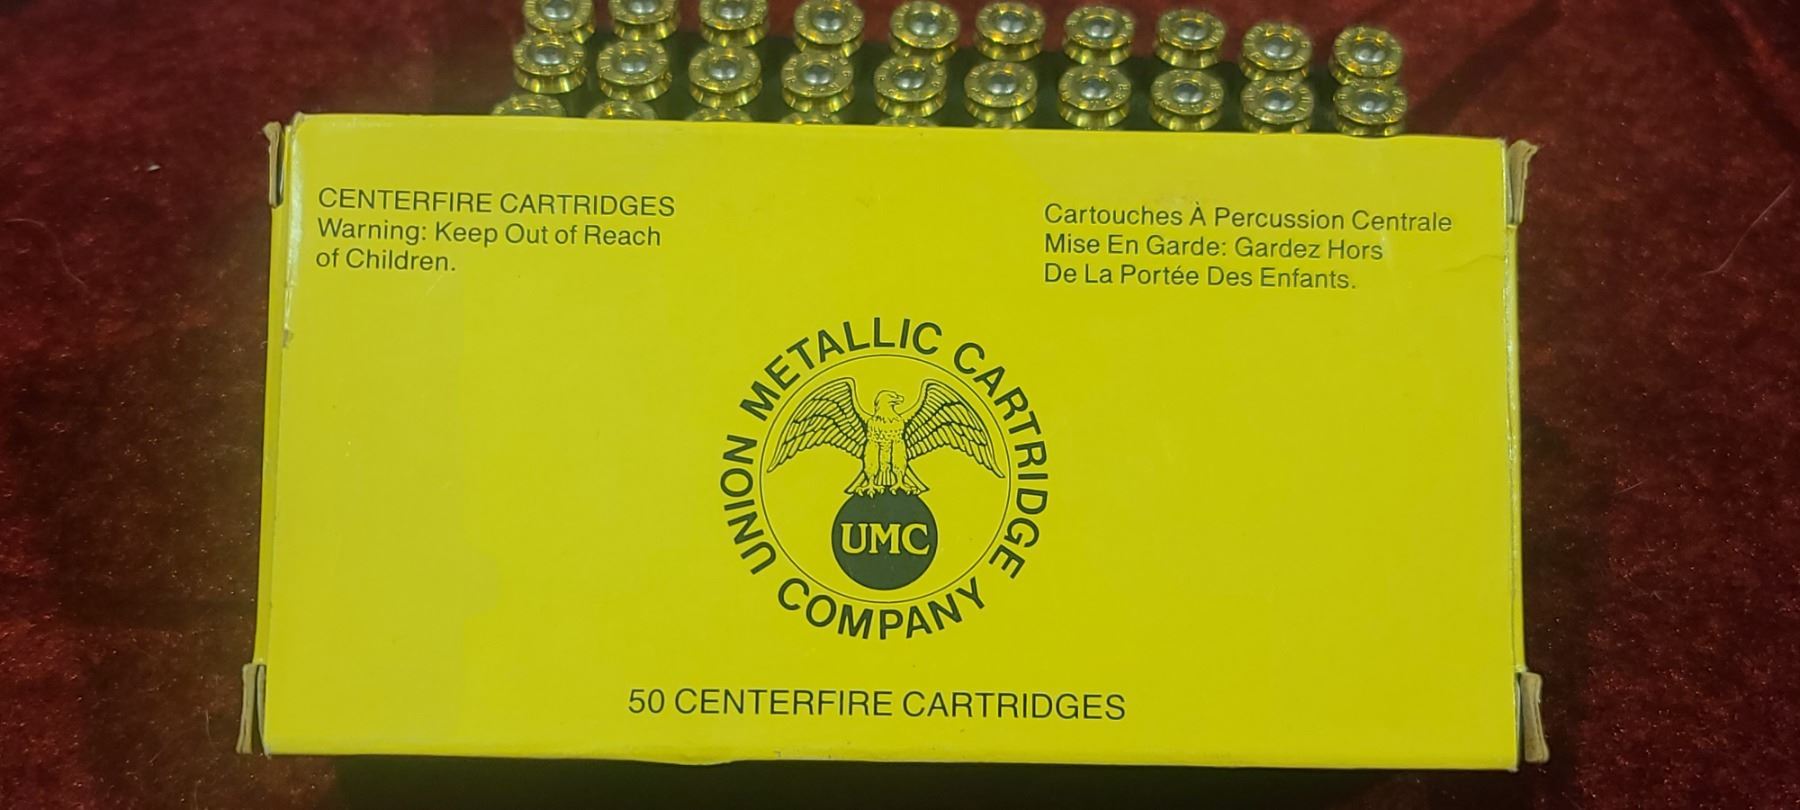 CENTERFIRE CARTRIDGES
Warning: Keep Out of Reach
of Children.
Cartouches À Percussion Centrale
Mise En Garde: Gardez Hors
De La Portée Des Enfants.
UNION METALLIC CARTRIDGE COMPANY
UMC
50 CENTERFIRE CARTRIDGES